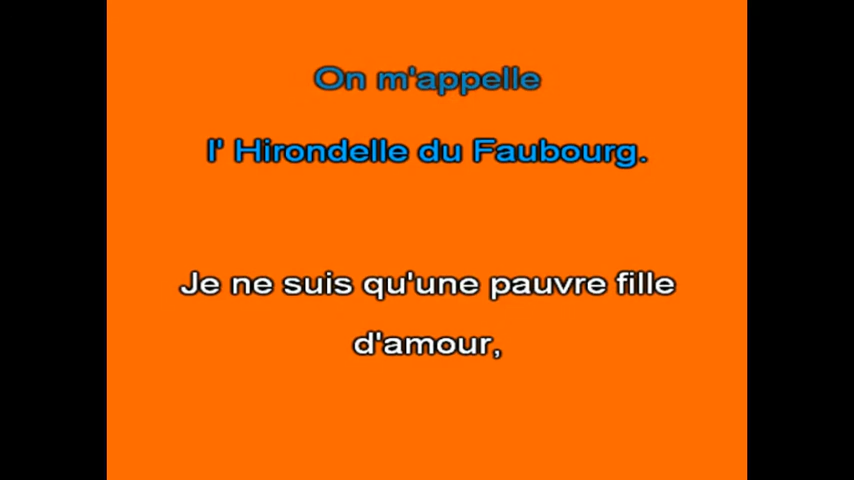 On m'appelle
l' Hirondelle du Faubourg.
Je ne suis qu'une pauvre fille
d'amour,